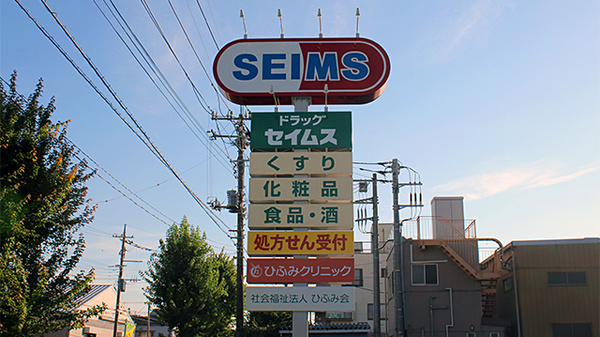 SEIMS
ドラッグ
セイムス
くすり
化粧品
食品・酒
処方せん受付
ひふみクリニック
社会福祉法人 ひふみ会